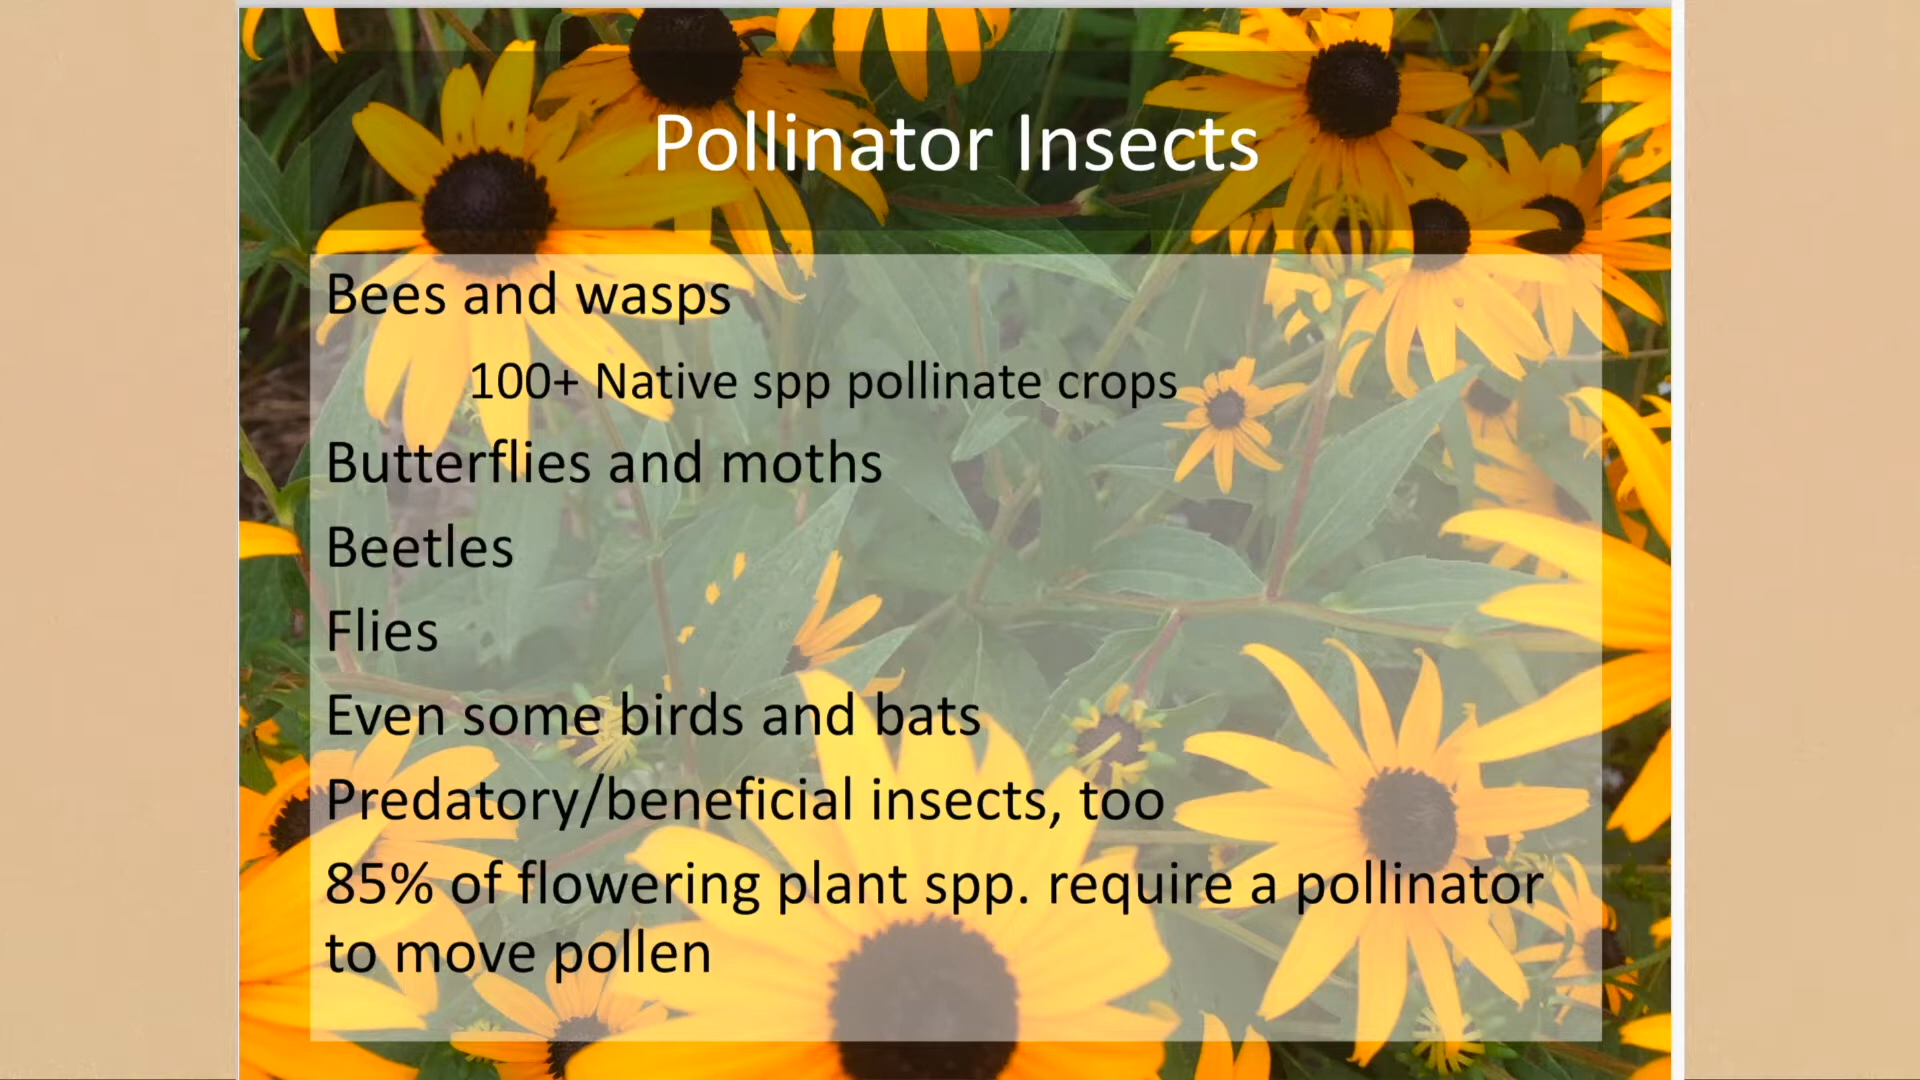 Pollinator Insects
Bees and wasps
100+ Native spp pollinate crops
Butterflies and moths
Beetles
Flies
Even some birds and bats
Predatory/beneficial insects, too
85% of flowering plant spp. require a pollinator
to move pollen